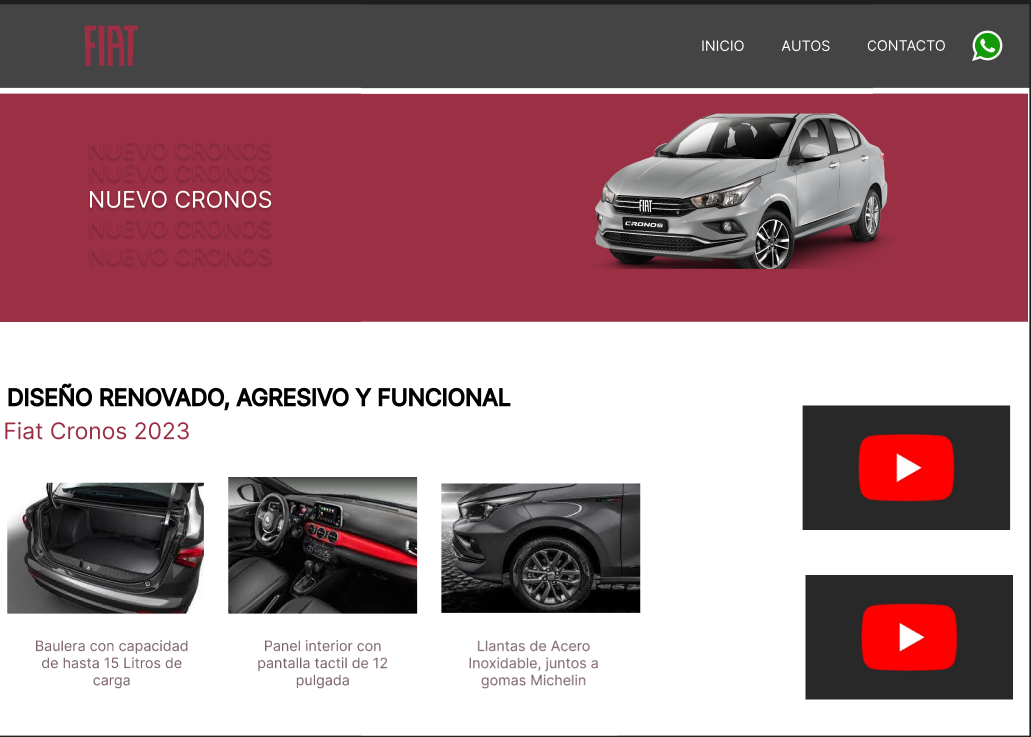 FIAT
INICIO
AUTOS
CONTACTO
NUEVO CRONOS
NUEVO CRONOS
NUEVO CRONOS
NUEVO CRONOS
NUEVO CRONOS
FIAT
CRONOS
DISEÑO RENOVADO, AGRESIVO Y FUNCIONAL
Fiat Cronos 2023
Baulera con capacidad
de hasta 15 Litros de
carga
Panel interior con
pantalla tactil de 12
pulgada
Llantas de Acero
Inoxidable, juntos a
gomas Michelin